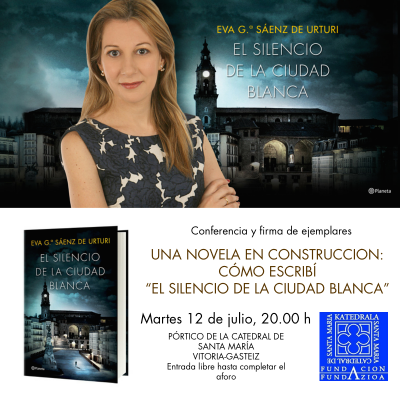 EVA G.ª SÁENZ DE URTURI
EL SILENCIO
DE LA CIUDAD
BLANCA
Planeta
Conferencia y firma de ejemplares
UNA NOVELA EN CONSTRUCCION:
CÓMO ESCRIBÍ
“EL SILENCIO DE LA CIUDAD BLANCA”
Martes 12 de julio, 20.00 h
PÓRTICO DE LA CATEDRAL DE
SANTA MARÍA
VITORIA-GASTEIZ
Entrada libre hasta completar el
aforo
EVA G.ª SÁENZ DE URTURI
EL SILENCIO
DE LA CIUDAD
BLANCA
Planeta
SANTA MARIA
KATEDRALA
CATEDRAL DE
SANTA MARIA
FUNDACION
FUNDAZIOA